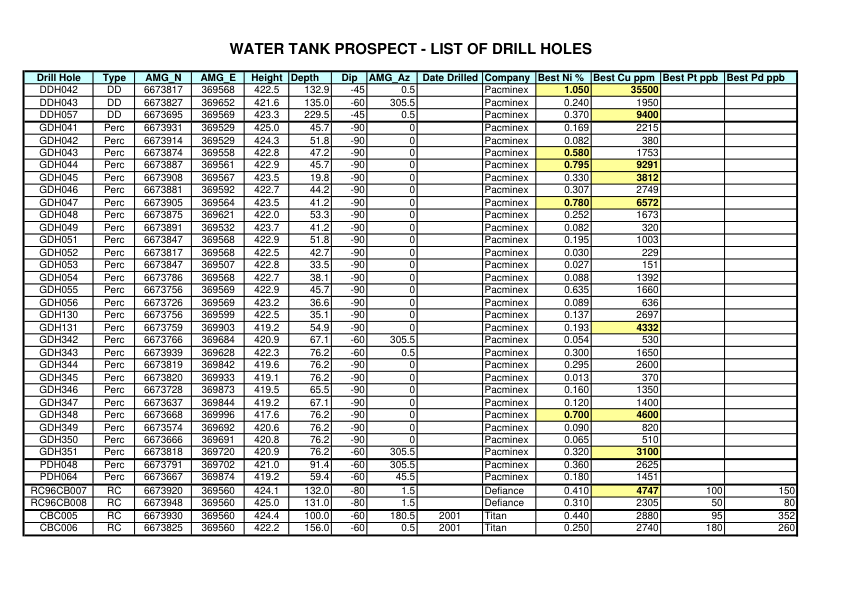 WATER TANK PROSPECT - LIST OF DRILL HOLES
Drill Hole Type AMG_N AMG_E Height Depth Dip AMG_Az Date Drilled Company Best Ni % Best Cu ppm Best Pt ppb Best Pd ppb
DDH042 DD 6673817 369568 422.5 132.9 -45 0.5 Pacminex 1.050 35500
DDH043 DD 6673827 369652 421.6 135.0 -60 305.5 Pacminex 0.240 1950
DDH057 DD 6673695 369569 423.3 229.5 -45 0.5 Pacminex 0.370 9400
GDH041 Perc 6673931 369529 425.0 45.7 -90 0 Pacminex 0.169 2215
GDH042 Perc 6673914 369529 424.3 51.8 -90 0 Pacminex 0.082 380
GDH043 Perc 6673874 369558 422.8 47.2 -90 0 Pacminex 0.580 1753
GDH044 Perc 6673887 369561 422.9 45.7 -90 0 Pacminex 0.795 9291
GDH045 Perc 6673908 369567 423.5 19.8 -90 0 Pacminex 0.330 3812
GDH046 Perc 6673881 369592 422.7 44.2 -90 0 Pacminex 0.307 2749
GDH047 Perc 6673905 369564 423.5 41.2 -90 0 Pacminex 0.780 6572
GDH048 Perc 6673875 369621 422.0 53.3 -90 0 Pacminex 0.252 1673
GDH049 Perc 6673891 369532 423.7 41.2 -90 0 Pacminex 0.082 320
GDH051 Perc 6673847 369568 422.9 51.8 -90 0 Pacminex 0.195 1003
GDH052 Perc 6673817 369568 422.5 42.7 -90 0 Pacminex 0.030 229
GDH053 Perc 6673847 369507 422.8 33.5 -90 0 Pacminex 0.027 151
GDH054 Perc 6673786 369568 422.7 38.1 -90 0 Pacminex 0.088 1392
GDH055 Perc 6673756 369569 422.9 45.7 -90 0 Pacminex 0.635 1660
GDH056 Perc 6673726 369569 423.2 36.6 -90 0 Pacminex 0.089 636
GDH130 Perc 6673756 369599 422.5 35.1 -90 0 Pacminex 0.137 2697
GDH131 Perc 6673759 369903 419.2 54.9 -90 0 Pacminex 0.193 4332
GDH342 Perc 6673766 369684 420.9 67.1 -60 305.5 Pacminex 0.054 530
GDH343 Perc 6673939 369628 422.3 76.2 -60 0.5 Pacminex 0.300 1650
GDH344 Perc 6673819 369842 419.6 76.2 -90 0 Pacminex 0.295 2600
GDH345 Perc 6673820 369933 419.1 76.2 -90 0 Pacminex 0.013 370
GDH346 Perc 6673728 369873 419.5 65.5 -90 0 Pacminex 0.160 1350
GDH347 Perc 6673637 369844 419.2 67.1 -90 0 Pacminex 0.120 1400
GDH348 Perc 6673668 369996 417.6 76.2 -90 0 Pacminex 0.700 4600
GDH349 Perc 6673574 369692 420.6 76.2 -90 0 Pacminex 0.090 820
GDH350 Perc 6673666 369691 420.8 76.2 -90 0 Pacminex 0.065 510
GDH351 Perc 6673818 369720 420.9 76.2 -60 305.5 Pacminex 0.320 3100
PDH048 Perc 6673791 369702 421.0 91.4 -60 305.5 Pacminex 0.360 2625
PDH064 Perc 6673667 369874 419.2 59.4 -60 45.5 Pacminex 0.180 1451
RC96CB007 RC 6673920 369560 424.1 132.0 -80 1.5 Defiance 0.410 4747 100 150
RC96CB008 RC 6673948 369560 425.0 131.0 -80 1.5 Defiance 0.310 2305 50 80
CBC005 RC 6673930 369560 424.4 100.0 -60 180.5 2001 Titan 0.440 2880 95 352
CBC006 RC 6673825 369560 422.2 156.0 -60 0.5 2001 Titan 0.250 2740 180 260